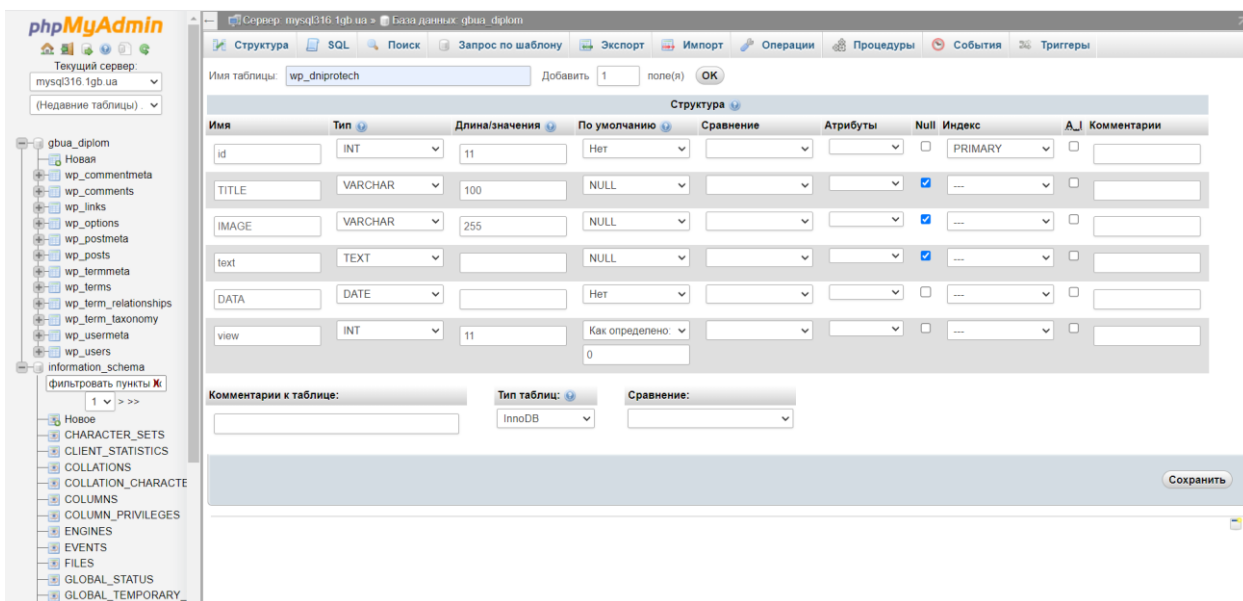 phpMyAdmin
Текущий сервер:
mysql316.1gb.ua
(Недавние таблицы) .
gbua_diplom
Новая
wp_commentmeta
wp_comments
wp_links
wp_options
wp_postmeta
wp_posts
wp_termmeta
wp_terms
wp_term_relationships
wp_term_taxonomy
wp_usermeta
wp_users
information_schema
фильтровать пункты X
1 > >>
Новое
CHARACTER_SETS
CLIENT_STATISTICS
COLLATIONS
COLLATION_CHARACTE
COLUMNS
COLUMN_PRIVILEGES
ENGINES
EVENTS
FILES
GLOBAL_STATUS
GLOBAL_TEMPORARY_
Сервер: mysql316.1gb.ua » База данных: gbua_diplom
Структура SQL Поиск Запрос по шаблону Экспорт Импорт Операции Процедуры События Триггеры
Имя таблицы: wp_dniprotech Добавить 1 поле(я) OK
Структура
Имя Тип Длина/значения По умолчанию Сравнение Атрибуты Null Индекс A_I Комментарии
id INT 11 Нет PRIMARY
TITLE VARCHAR 100 NULL ---
IMAGE VARCHAR 255 NULL ---
text TEXT NULL ---
DATA DATE Нет ---
view INT 11 Как определено: ---
0
Комментарии к таблице: Тип таблиц: Сравнение:
InnoDB
Сохранить